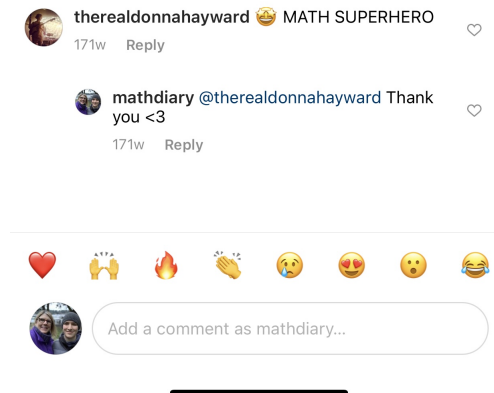 therealdonnahayward 🤩 MATH SUPERHERO
171w Reply
mathdiary @therealdonnahayward Thank
you <3
171w Reply
Add a comment as mathdiary...